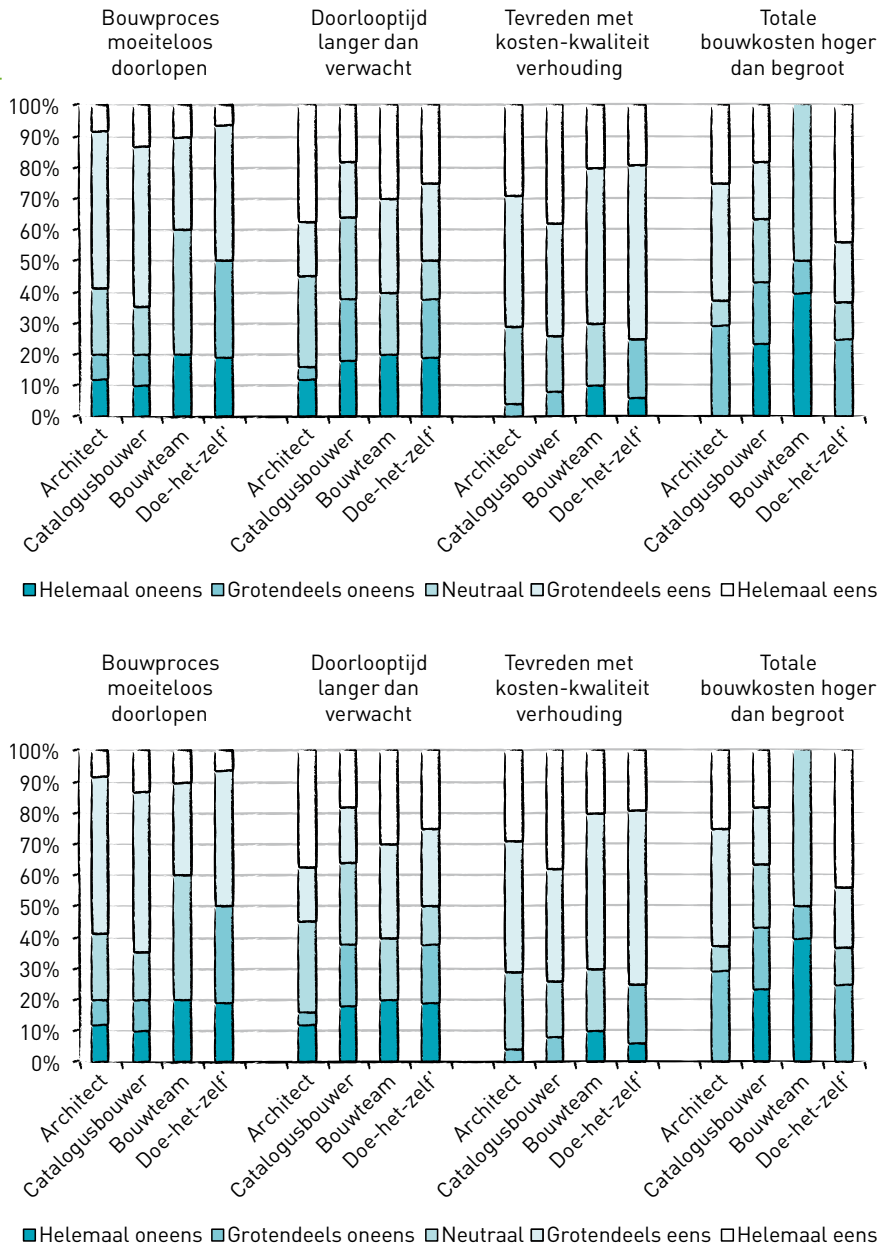 Bouwproces
moeiteloos
doorlopen
Doorlooptijd
langer dan
verwacht
Tevreden met
kosten-kwaliteit
verhouding
Totale
bouwkosten hoger
dan begroot
100%
90%
80%
70%
60%
50%
40%
30%
20%
10%
0%
Architect
Catalogusbouwer
Bouwteam
Doe-het-zelf'
Architect
Catalogusbouwer
Bouwteam
Doe-het-zelf'
Architect
Catalogusbouwer
Bouwteam
Doe-het-zelf'
Architect
Catalogusbouwer
Bouwteam
Doe-het-zelf'
Helemaal oneens Grotendeels oneens Neutraal Grotendeels eens Helemaal eens
Bouwproces
moeiteloos
doorlopen
Doorlooptijd
langer dan
verwacht
Tevreden met
kosten-kwaliteit
verhouding
Totale
bouwkosten hoger
dan begroot
100%
90%
80%
70%
60%
50%
40%
30%
20%
10%
0%
Architect
Catalogusbouwer
Bouwteam
Doe-het-zelf'
Architect
Catalogusbouwer
Bouwteam
Doe-het-zelf'
Architect
Catalogusbouwer
Bouwteam
Doe-het-zelf'
Architect
Catalogusbouwer
Bouwteam
Doe-het-zelf'
Helemaal oneens Grotendeels oneens Neutraal Grotendeels eens Helemaal eens